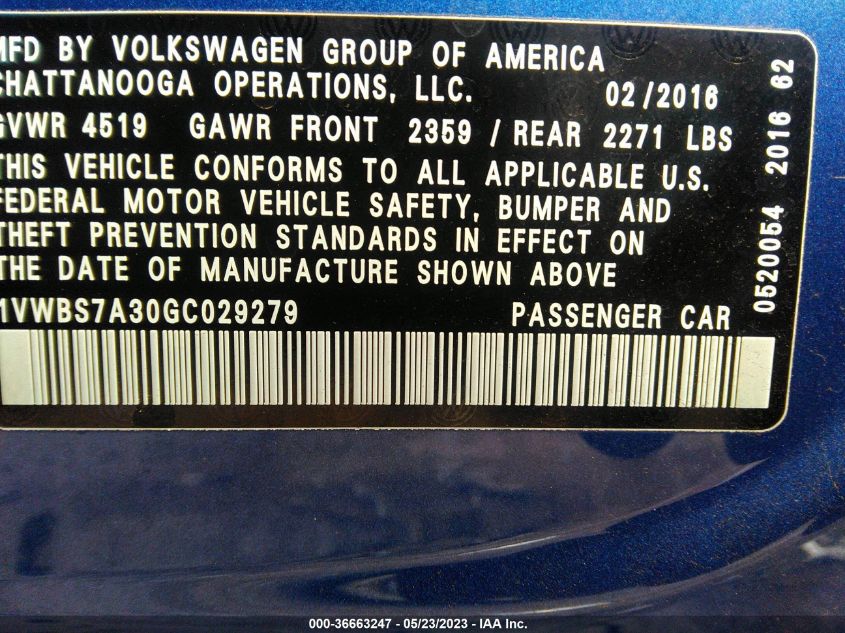 MFD BY VOLKSWAGEN GROUP OF AMERICA
CHATTANOOGA OPERATIONS, LLC. 02/2016
GVWR 4519 GAWR FRONT 2359 / REAR 2271 LBS
THIS VEHICLE CONFORMS TO ALL APPLICABLE U.S.
FEDERAL MOTOR VEHICLE SAFETY, BUMPER AND
THEFT PREVENTION STANDARDS IN EFFECT ON
THE DATE OF MANUFACTURE SHOWN ABOVE
1VWBS7A30GC029279 PASSENGER CAR
0520054 2016 62
000-36663247 - 05/23/2023 - IAA Inc.